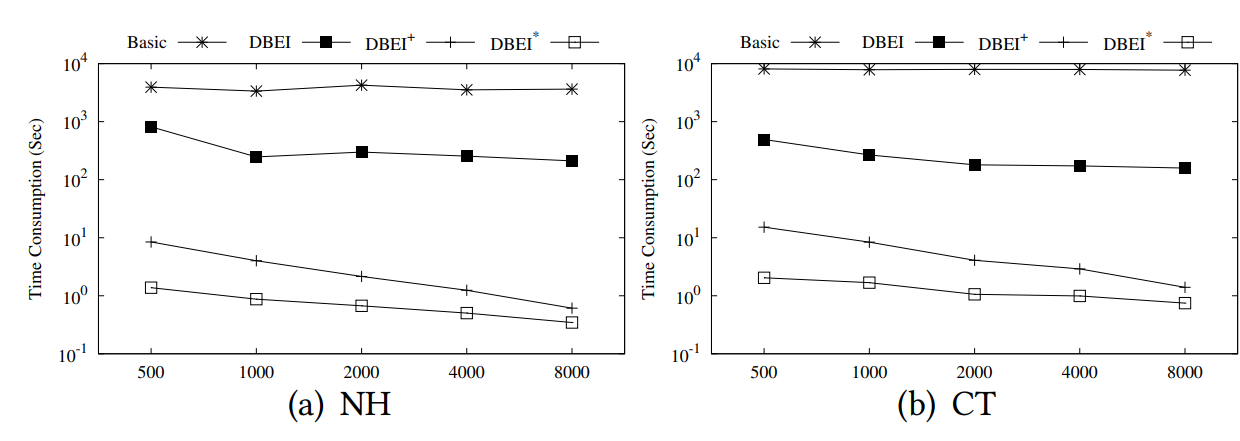 Basic DBEI DBEI+ DBEI*
Time Consumption (Sec)
10^4
10^3
10^2
10^1
10^0
10^-1
500 1000 2000 4000 8000
(a) NH
Basic DBEI DBEI+ DBEI*
Time Consumption (Sec)
10^4
10^3
10^2
10^1
10^0
10^-1
500 1000 2000 4000 8000
(b) CT